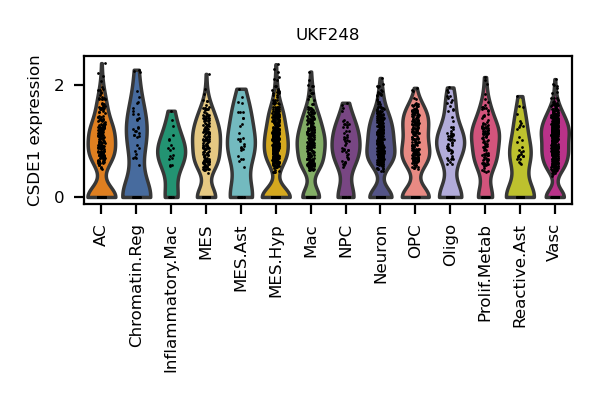 UKF248
CSDE1 expression
2
0
AC
Chromatin.Reg
Inflammatory.Mac
MES
MES.Ast
MES.Hyp
Mac
NPC
Neuron
OPC
Oligo
Prolif.Metab
Reactive.Ast
Vasc